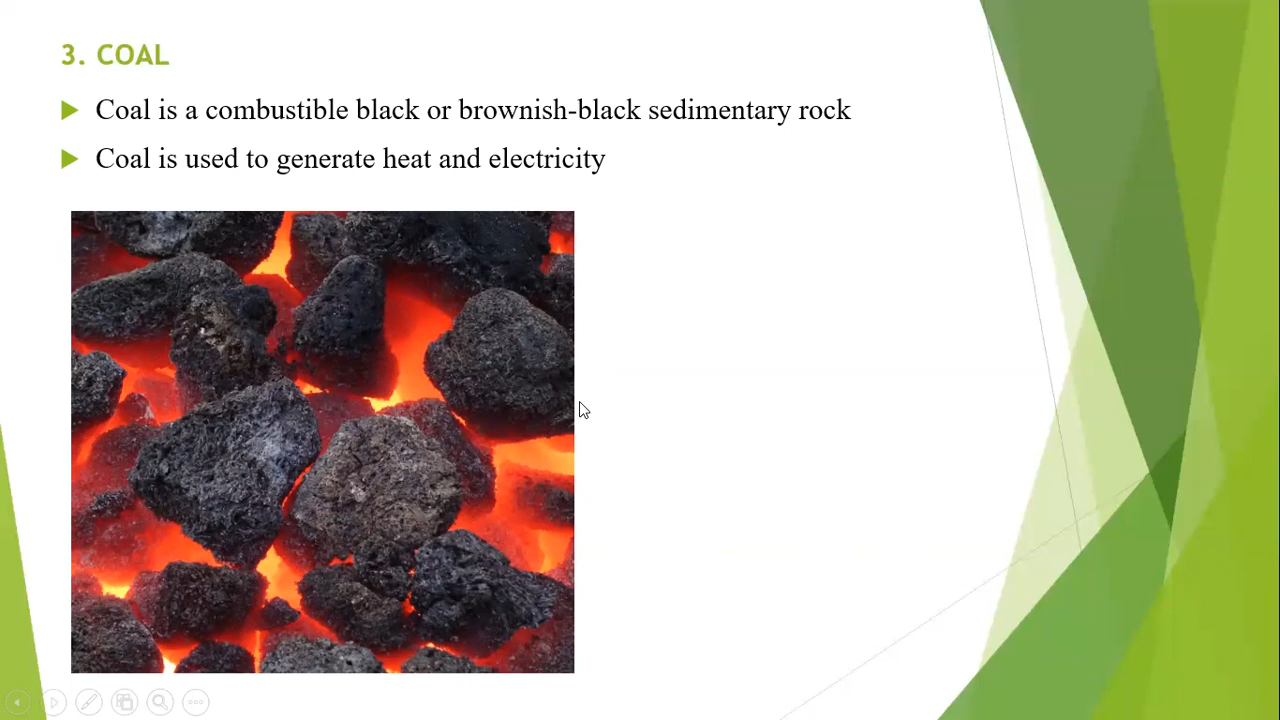 3. COAL
Coal is a combustible black or brownish-black sedimentary rock
Coal is used to generate heat and electricity